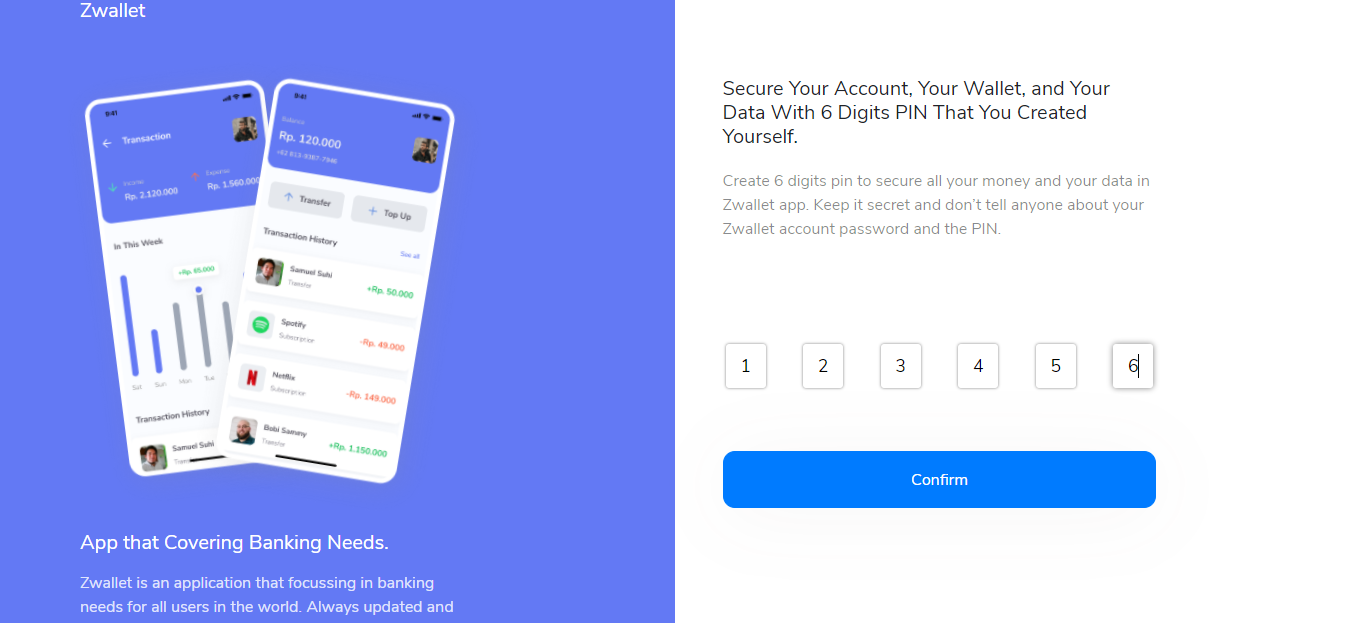 Zwallet
9:41
Transaction
Income
Rp. 2.120.000
Expense
Rp. 1.560.000
In This Week
+Rp. 65.000
Sat
Sun
Mon
Tue
Transaction History
Samuel Suhi
9:41
Balance
Rp. 120.000
+62 813-9387-7946
Transfer
Top Up
Transaction History
See all
Samuel Suhi
Transfer
+Rp. 50.000
Spotify
Subscription
-Rp. 49.000
Netflix
Subscription
-Rp. 149.000
Bobi Sammy
Transfer
+Rp. 1.150.000
App that Covering Banking Needs.
Zwallet is an application that focussing in banking
needs for all users in the world. Always updated and
Secure Your Account, Your Wallet, and Your
Data With 6 Digits PIN That You Created
Yourself.
Create 6 digits pin to secure all your money and your data in
Zwallet app. Keep it secret and don’t tell anyone about your
Zwallet account password and the PIN.
1 2 3 4 5 6
Confirm